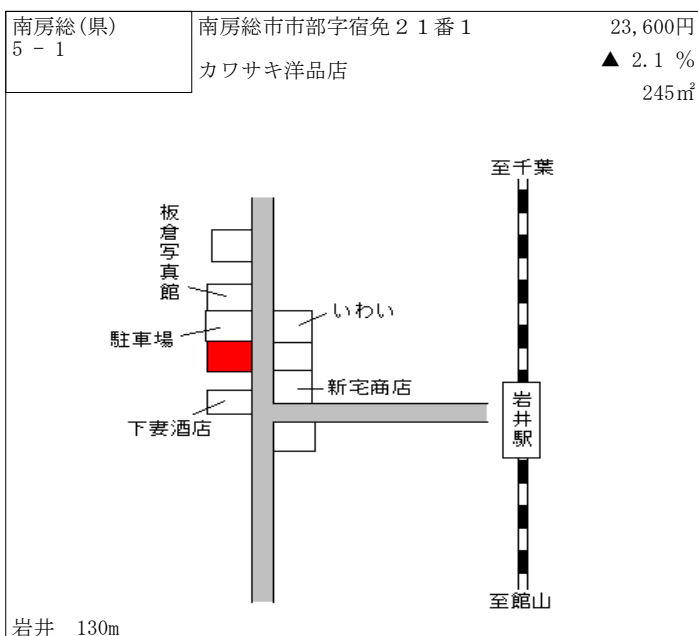 南房総(県)
5 - 1
南房総市市部字宿免21番1
カワサキ洋品店
23,600円
▲ 2.1 %
245㎡
至千葉
板倉写真館
いわい
駐車場
新宅商店
岩井駅
下妻酒店
至館山
岩井 130m